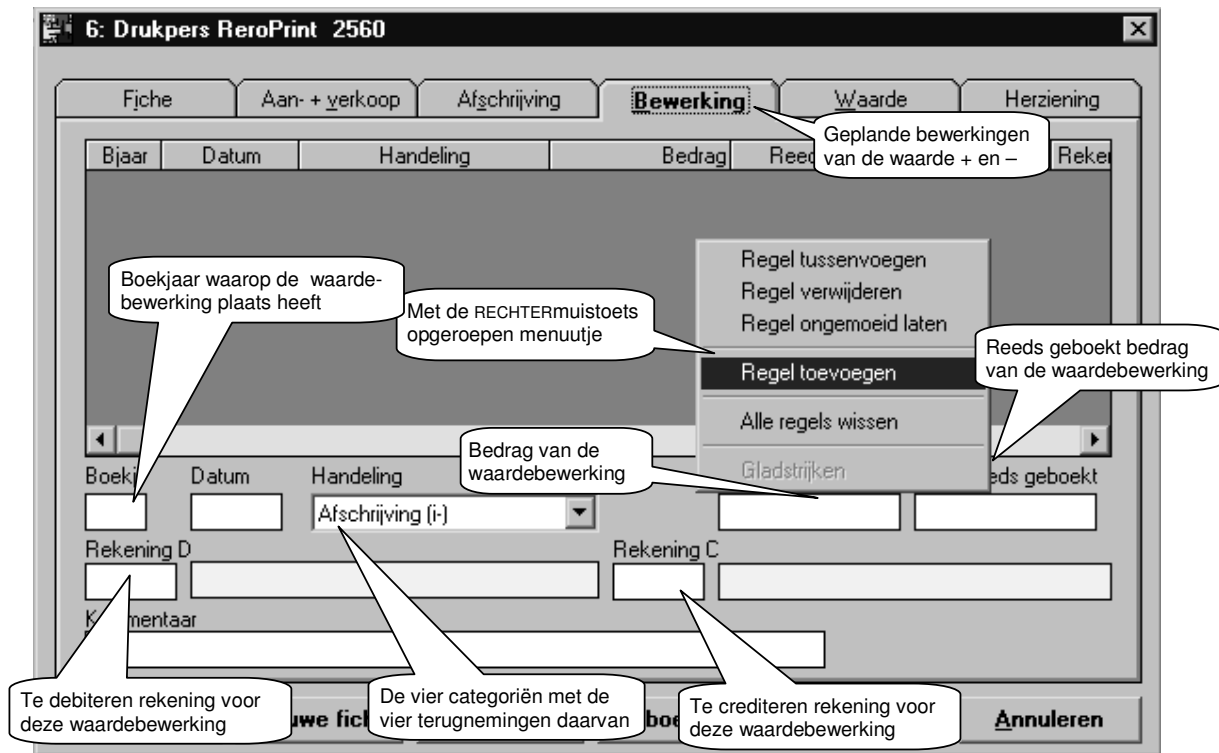 6: Drukpers ReroPrint 2560
Fiche Aan- + verkoop Afschrijving Bewerking Waarde Herziening
Geplande bewerkingen
van de waarde + en –
Bjaar Datum Handeling Bedrag
Regel tussenvoegen
Regel verwijderen
Regel ongemoeid laten
Regel toevoegen
Alle regels wissen
Gladstrijken
Boekjaar waarop de waarde-
bewerking plaats heeft
Met de RECHTERmuistoets
opgeroepen menuutje
Reeds geboekt bedrag
van de waardebewerking
Bedrag van de
waardebewerking
Datum Handeling geboekt
Afschrijving (i-)
Rekening D Rekening C
Te debiteren rekening voor
deze waardebewerking
De vier categoriën met de
vier terugnemingen daarvan
Te crediteren rekening voor
deze waardebewerking
Annuleren